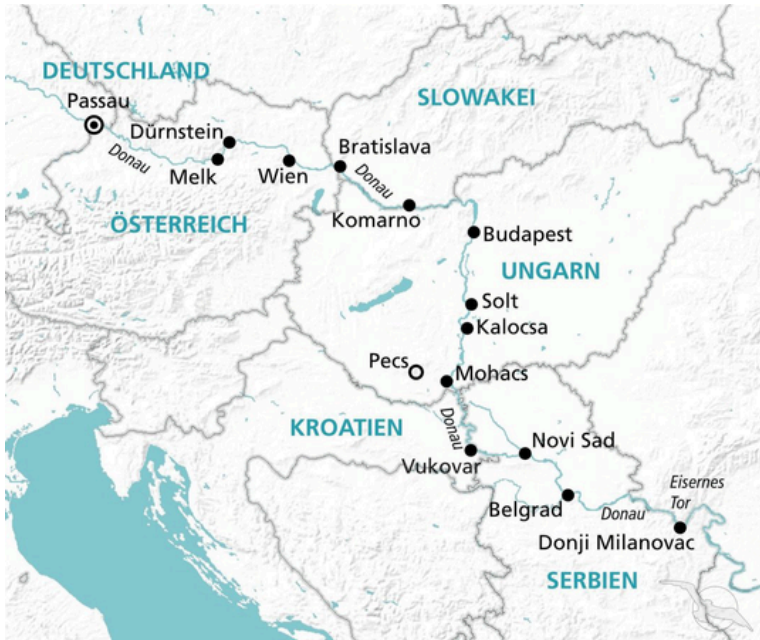 DEUTSCHLAND
Passau
SLOWAKEI
Dürnstein
Donau
Melk
Wien
Bratislava
Donau
Komarno
ÖSTERREICH
Budapest
UNGARN
Solt
Kalocsa
Pecs
Mohacs
KROATIEN
Donau
Novi Sad
Vukovar
Eisernes
Tor
Belgrad
Donau
Donji Milanovac
SERBIEN